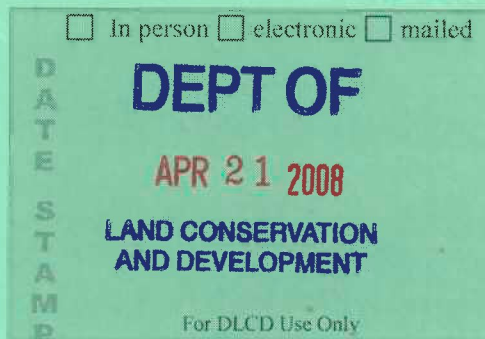 ☐ In person ☐ electronic ☐ mailed
DATE STAMP
DEPT OF
APR 21 2008
LAND CONSERVATION
AND DEVELOPMENT
For DLCD Use Only